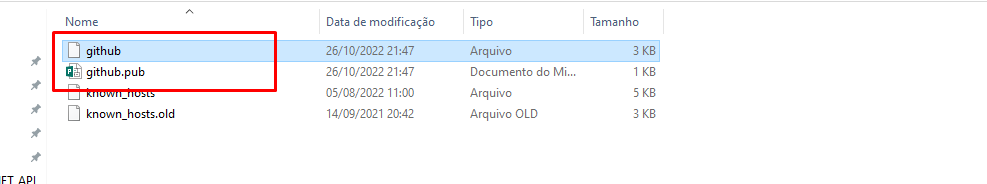 Nome Data de modificação Tipo Tamanho
github 26/10/2022 21:47 Arquivo 3 KB
github.pub 26/10/2022 21:47 Documento do Mi... 1 KB
known_hosts 05/08/2022 11:00 Arquivo 5 KB
known_hosts.old 14/09/2021 20:42 Arquivo OLD 3 KB
API